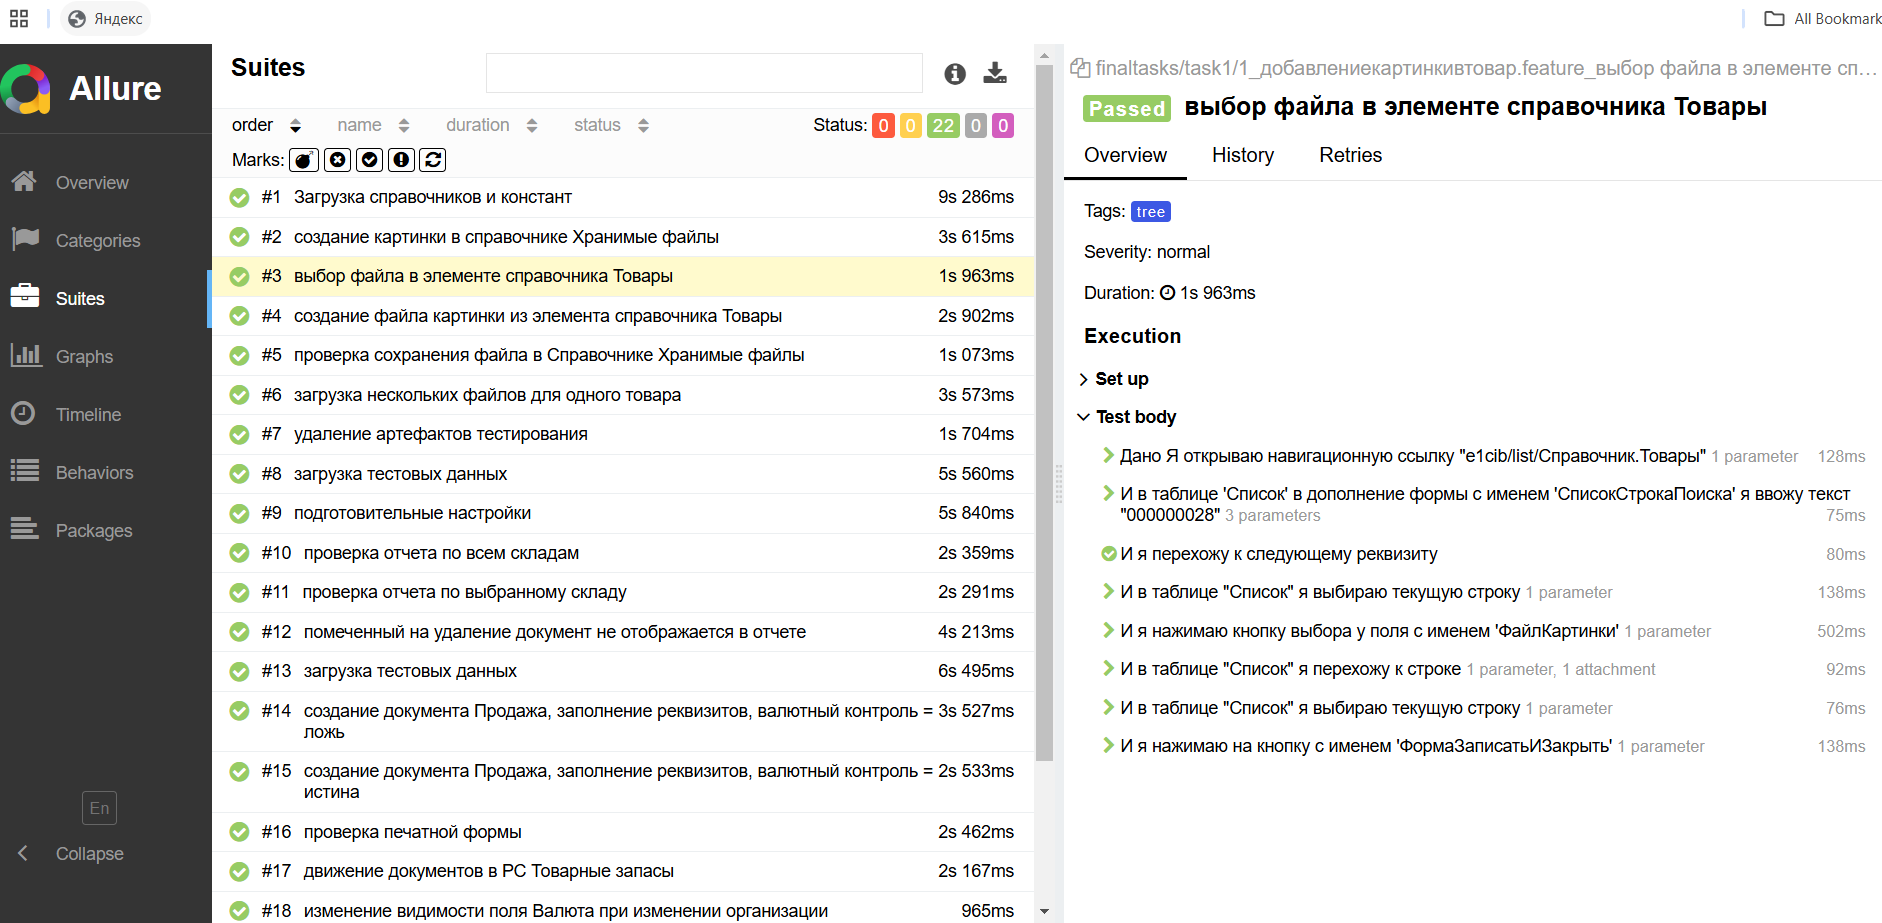 Яндекс
All Bookmark
Allure
Overview
Categories
Suites
Graphs
Timeline
Behaviors
Packages
En
Collapse
Suites
order name duration status Status: 0 0 22 0 0
Marks:
#1 Загрузка справочников и констант 9s 286ms
#2 создание картинки в справочнике Хранимые файлы 3s 615ms
#3 выбор файла в элементе справочника Товары 1s 963ms
#4 создание файла картинки из элемента справочника Товары 2s 902ms
#5 проверка сохранения файла в Справочнике Хранимые файлы 1s 073ms
#6 загрузка нескольких файлов для одного товара 3s 573ms
#7 удаление артефактов тестирования 1s 704ms
#8 загрузка тестовых данных 5s 560ms
#9 подготовительные настройки 5s 840ms
#10 проверка отчета по всем складам 2s 359ms
#11 проверка отчета по выбранному складу 2s 291ms
#12 помеченный на удаление документ не отображается в отчете 4s 213ms
#13 загрузка тестовых данных 6s 495ms
#14 создание документа Продажа, заполнение реквизитов, валютный контроль = 3s 527ms
ложь
#15 создание документа Продажа, заполнение реквизитов, валютный контроль = 2s 533ms
истина
#16 проверка печатной формы 2s 462ms
#17 движение документов в РС Товарные запасы 2s 167ms
#18 изменение видимости поля Валюта при изменении организации 965ms
finaltasks/task1/1_добавлениекартинкивтовар.feature_выбор файла в элементе сп...
Passed выбор файла в элементе справочника Товары
Overview History Retries
Tags: tree
Severity: normal
Duration: 1s 963ms
Execution
Set up
Test body
Дано Я открываю навигационную ссылку "e1cib/list/Справочник.Товары" 1 parameter 128ms
И в таблице 'Список' в дополнение формы с именем 'СписокСтрокаПоиска' я ввожу текст
"000000028" 3 parameters 75ms
И я перехожу к следующему реквизиту 80ms
И в таблице "Список" я выбираю текущую строку 1 parameter 138ms
И я нажимаю кнопку выбора у поля с именем 'ФайлКартинки' 1 parameter 502ms
И в таблице "Список" я перехожу к строке 1 parameter, 1 attachment 92ms
И в таблице "Список" я выбираю текущую строку 1 parameter 76ms
И я нажимаю на кнопку с именем 'ФормаЗаписатьИЗакрыть' 1 parameter 138ms